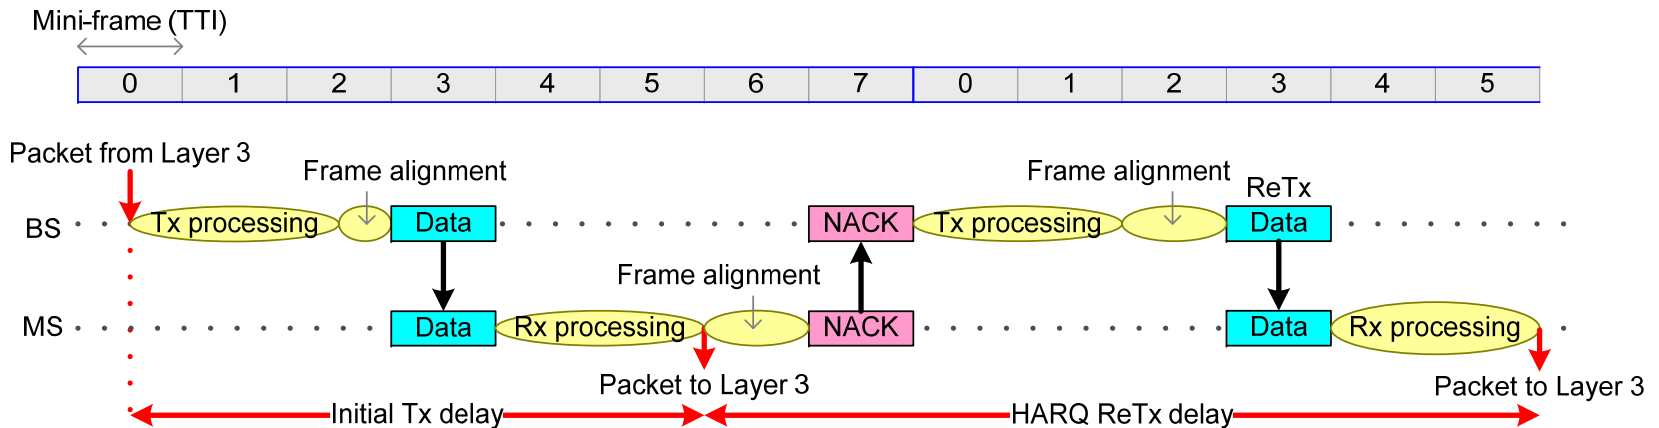 Mini-frame (TTI)
0 1 2 3 4 5 6 7 0 1 2 3 4 5
Packet from Layer 3
Frame alignment
Frame alignment
ReTx
BS Tx processing Data NACK Tx processing Data
Frame alignment
MS Data Rx processing NACK Data Rx processing
Packet to Layer 3
Packet to Layer 3
Initial Tx delay
HARQ ReTx delay